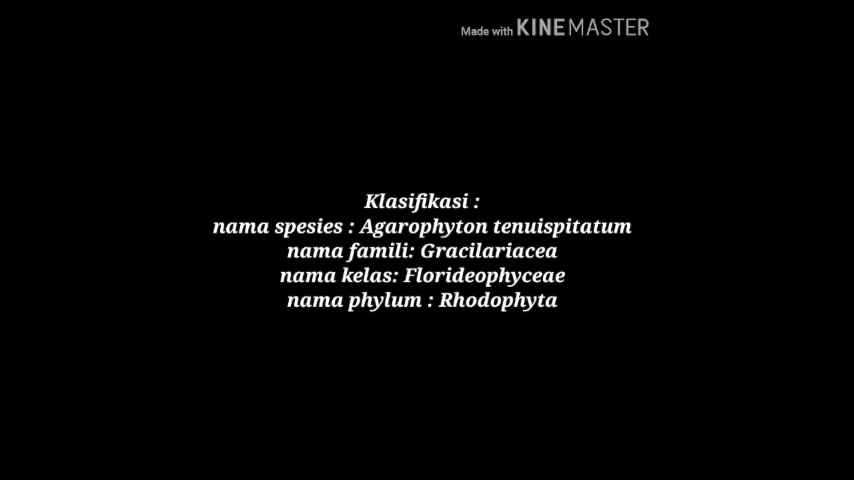 Made with KINEMASTER
Klasifikasi :
nama spesies : Agarophyton tenuispitatum
nama famili: Gracilariacea
nama kelas: Florideophyceae
nama phylum : Rhodophyta